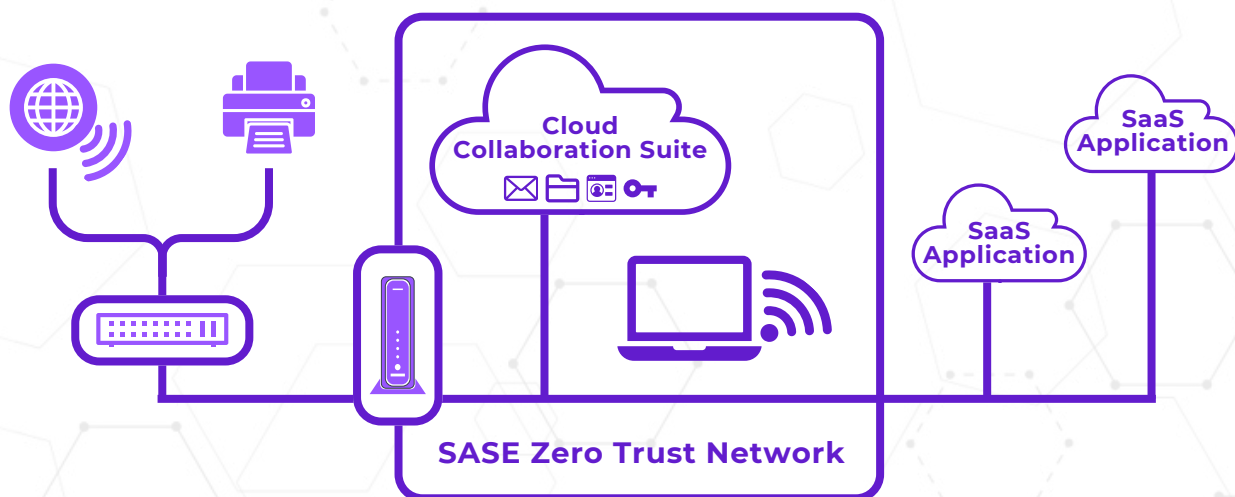 Cloud
Collaboration Suite
SaaS
Application
SaaS
Application
SASE Zero Trust Network